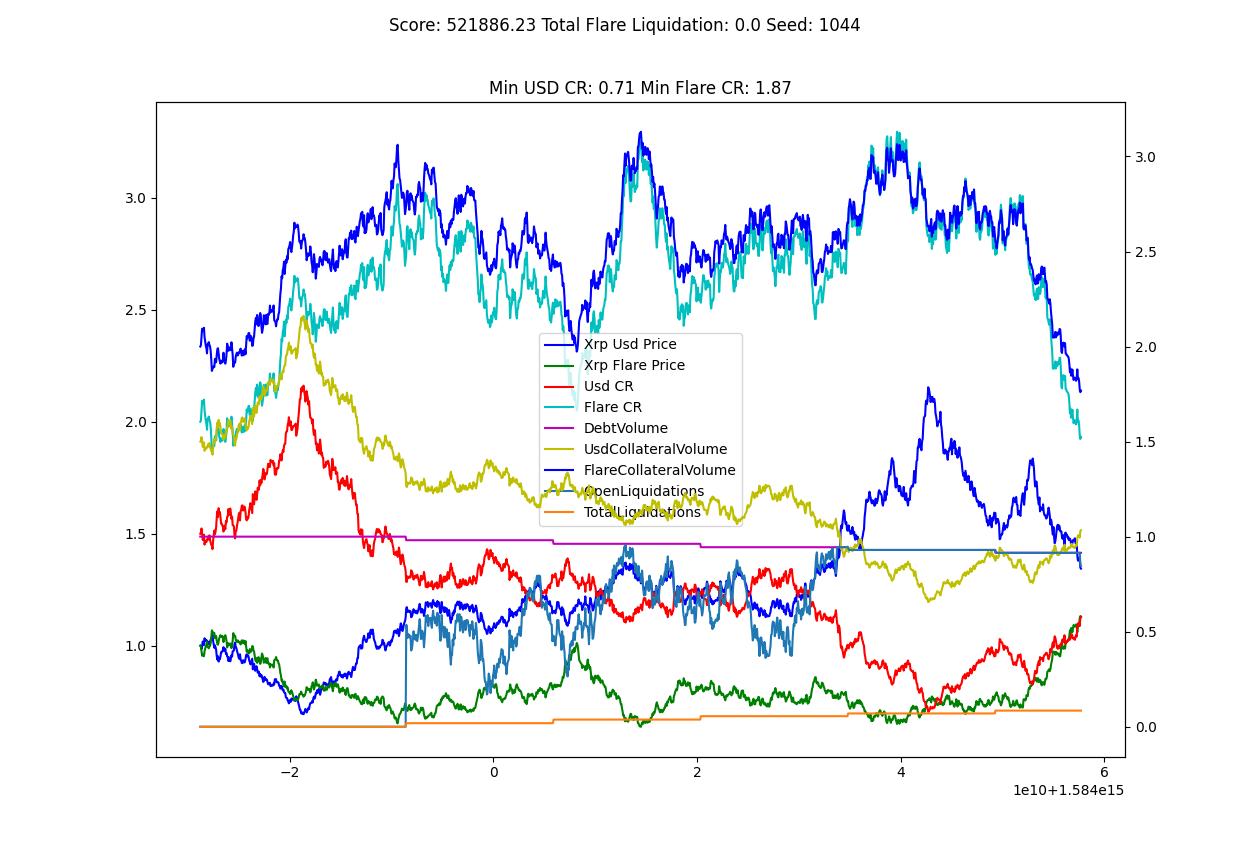 Score: 521886.23 Total Flare Liquidation: 0.0 Seed: 1044
Min USD CR: 0.71 Min Flare CR: 1.87
3.0
2.5
2.0
1.5
1.0
3.0
2.5
2.0
1.5
1.0
0.5
0.0
Xrp Usd Price
Xrp Flare Price
Usd CR
Flare CR
DebtVolume
UsdCollateralVolume
FlareCollateralVolume
OpenLiquidations
TotalLiquidations
−2 0 2 4 6
1e10+1.584e15